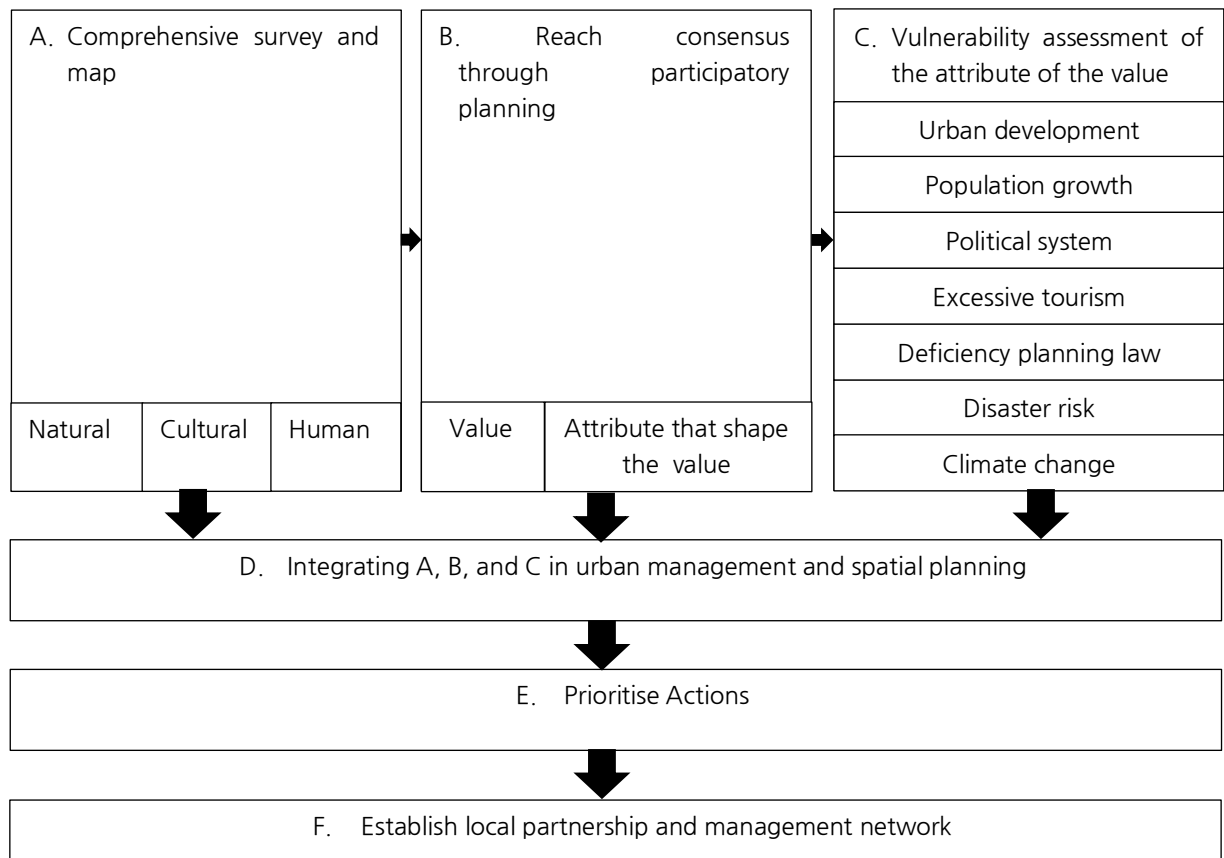 A. Comprehensive survey and
map
Natural
Cultural
Human
B. Reach consensus
through participatory
planning
Value
Attribute that shape
the value
C. Vulnerability assessment of
the attribute of the value
Urban development
Population growth
Political system
Excessive tourism
Deficiency planning law
Disaster risk
Climate change
D. Integrating A, B, and C in urban management and spatial planning
E. Prioritise Actions
F. Establish local partnership and management network